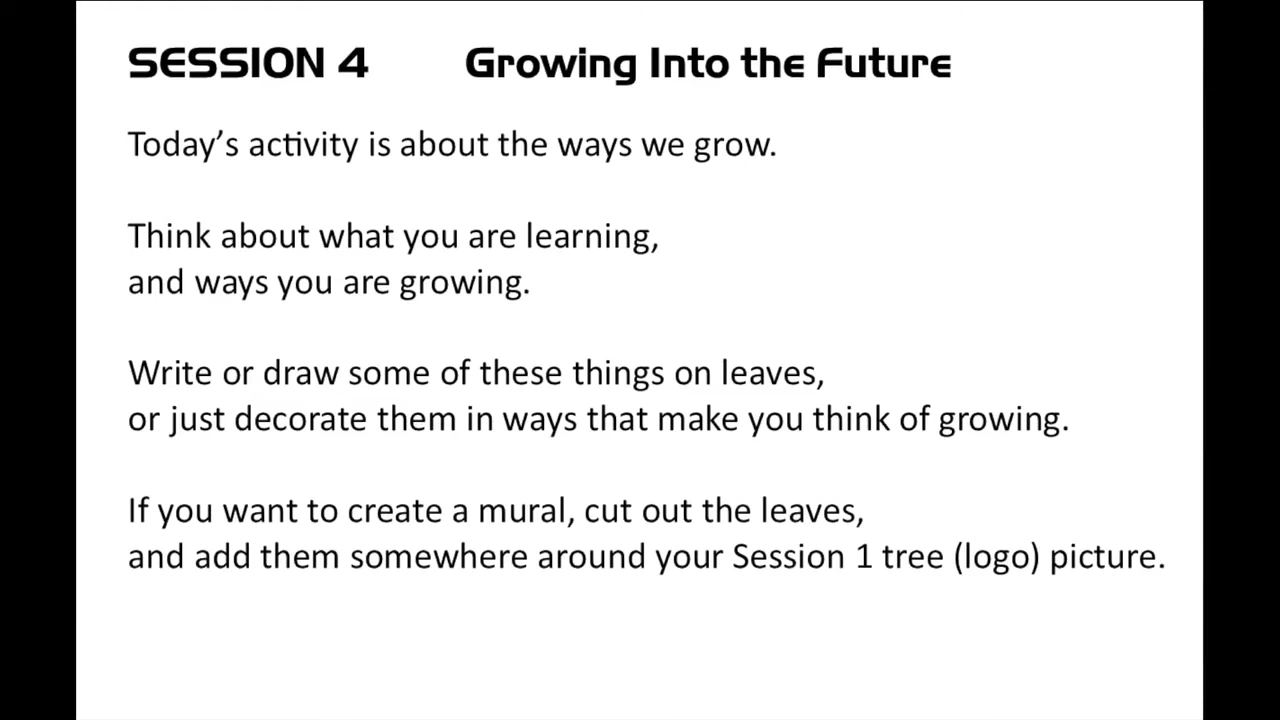 SESSION 4 Growing Into the Future
Today’s activity is about the ways we grow.
Think about what you are learning,
and ways you are growing.
Write or draw some of these things on leaves,
or just decorate them in ways that make you think of growing.
If you want to create a mural, cut out the leaves,
and add them somewhere around your Session 1 tree (logo) picture.